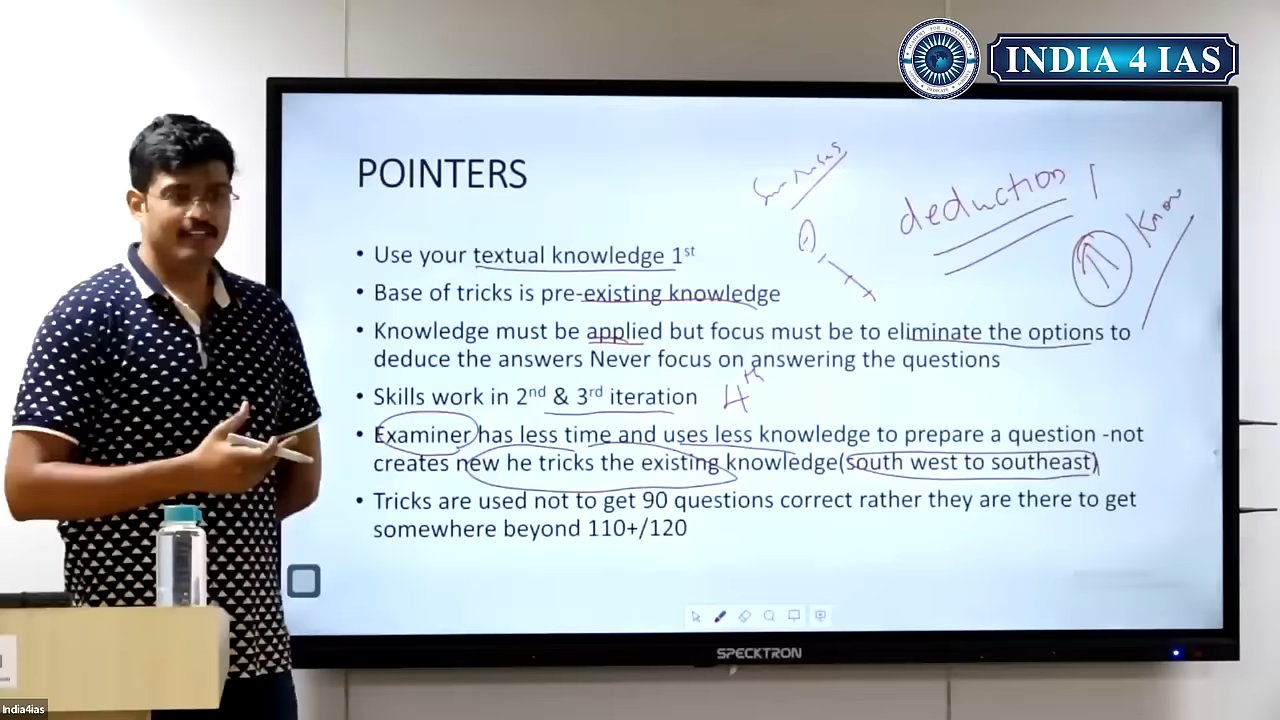 INDIA 4 IAS
POINTERS
• Use your textual knowledge 1st
• Base of tricks is pre-existing knowledge
• Knowledge must be applied but focus must be to eliminate the options to
deduce the answers Never focus on answering the questions
• Skills work in 2nd & 3rd iteration
4th
• Examiner has less time and uses less knowledge to prepare a question -not
creates new he tricks the existing knowledge(south west to southeast)
• Tricks are used not to get 90 questions correct rather they are there to get
somewhere beyond 110+/120
deduction
Know
SPECKTRON
India4ias